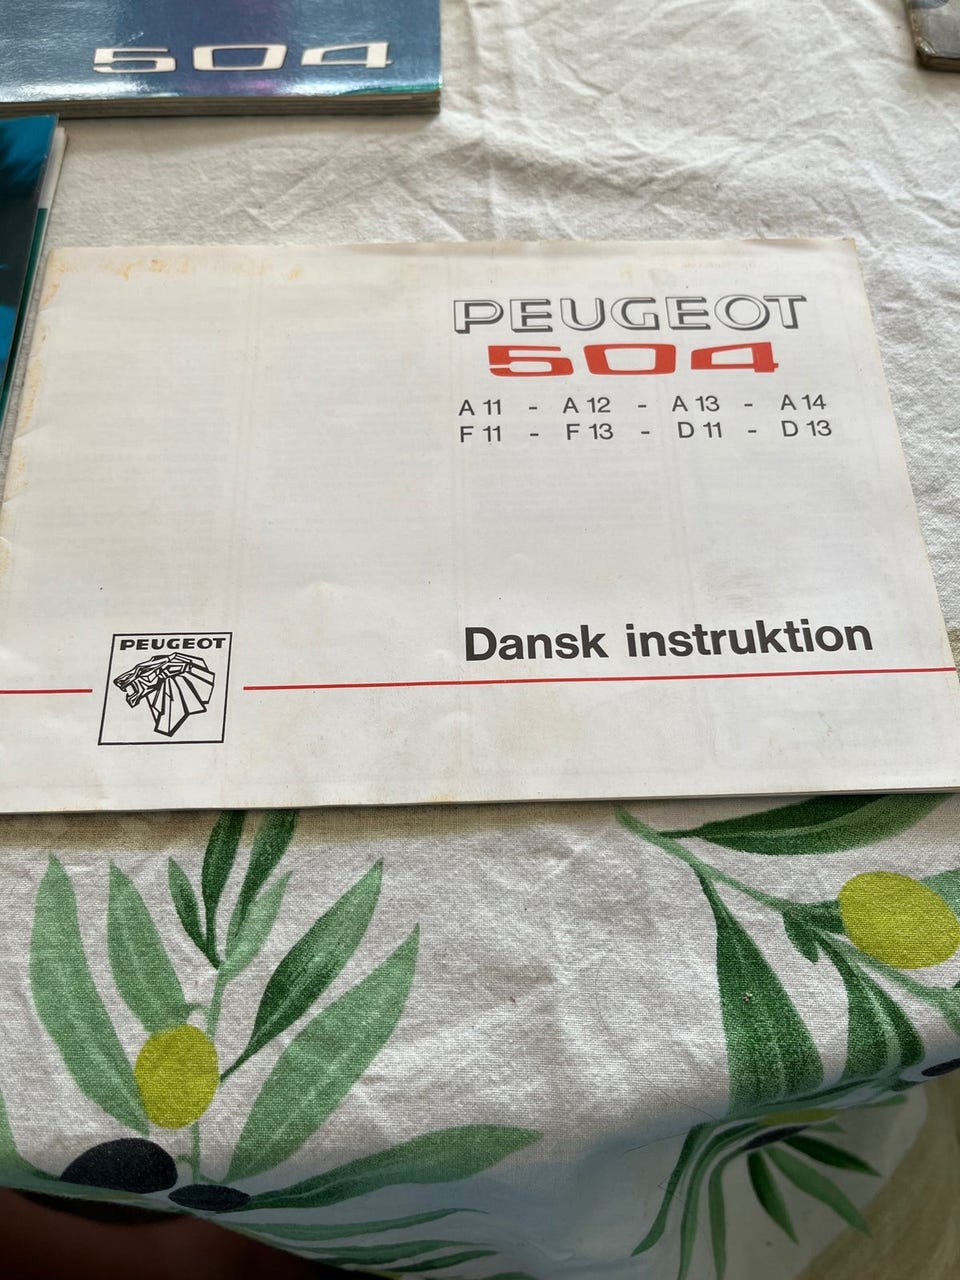 504
PEUGEOT
504
A 11 - A 12 - A 13 - A 14
F 11 - F 13 - D 11 - D 13
Dansk instruktion
PEUGEOT